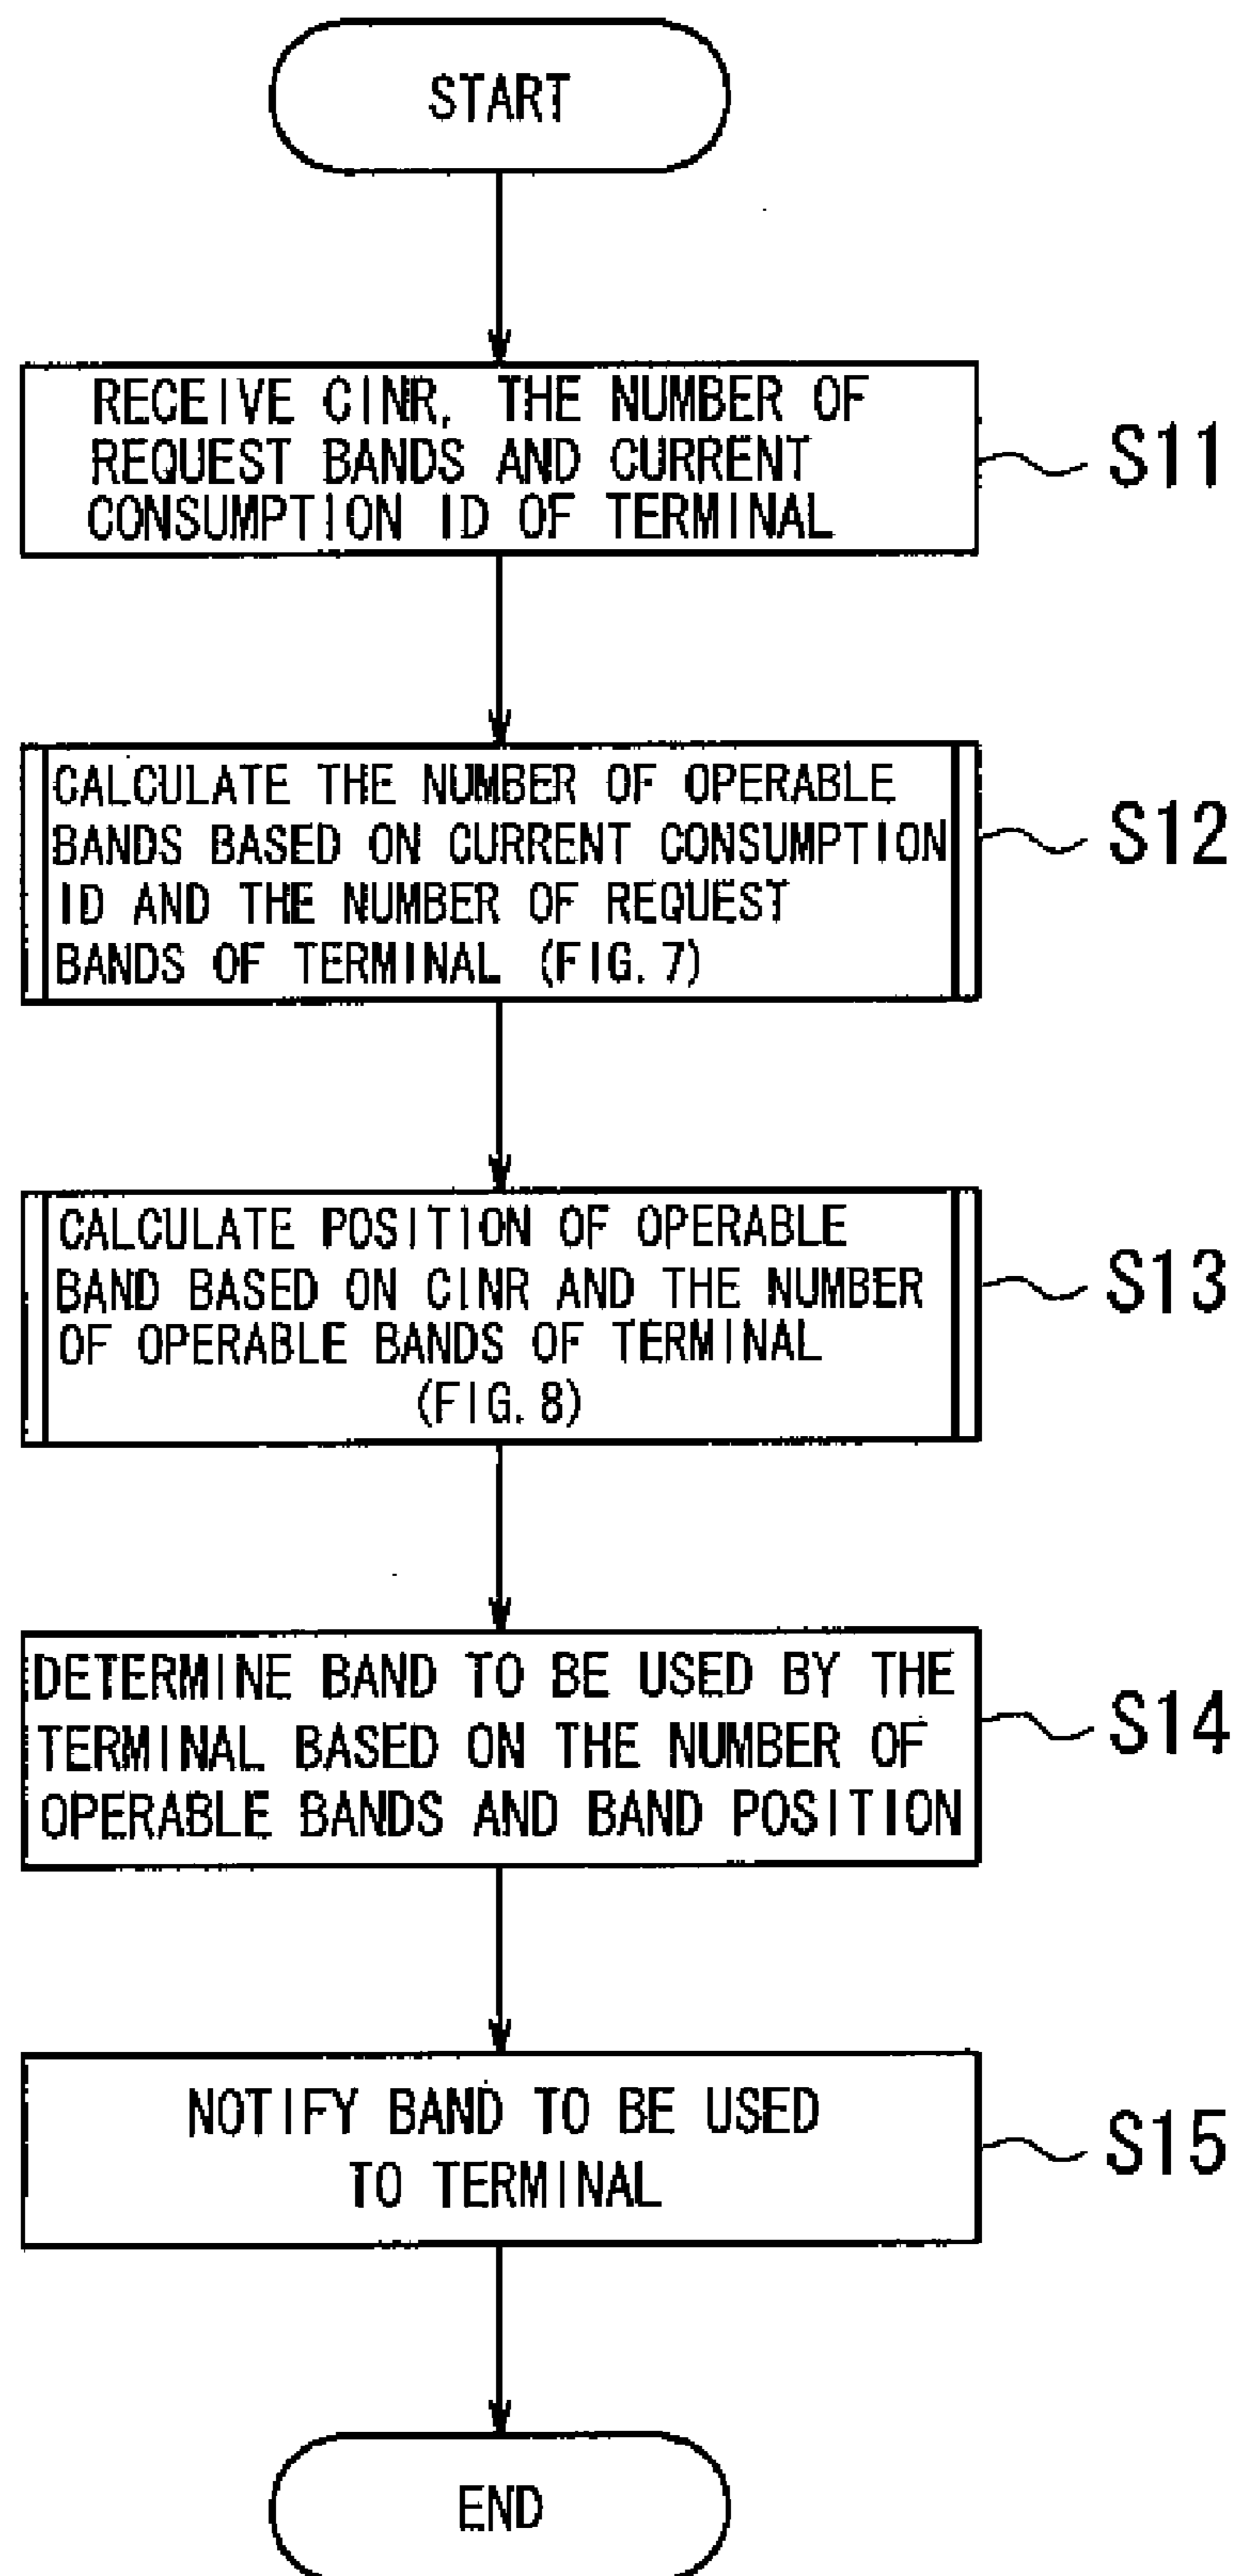 START
RECEIVE CINR, THE NUMBER OF
REQUEST BANDS AND CURRENT
CONSUMPTION ID OF TERMINAL
S11
CALCULATE THE NUMBER OF OPERABLE
BANDS BASED ON CURRENT CONSUMPTION
ID AND THE NUMBER OF REQUEST
BANDS OF TERMINAL (FIG. 7)
S12
CALCULATE POSITION OF OPERABLE
BAND BASED ON CINR AND THE NUMBER
OF OPERABLE BANDS OF TERMINAL
(FIG. 8)
S13
DETERMINE BAND TO BE USED BY THE
TERMINAL BASED ON THE NUMBER OF
OPERABLE BANDS AND BAND POSITION
S14
NOTIFY BAND TO BE USED
TO TERMINAL
S15
END